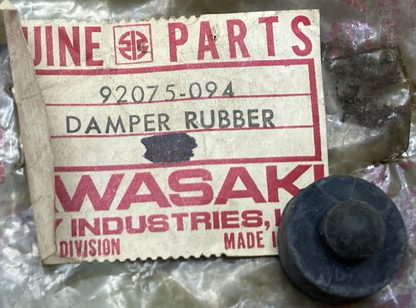 UINE PARTS
92075-094
DAMPER RUBBER
WASAKI
Y INDUSTRIES,
DIVISION MADE I